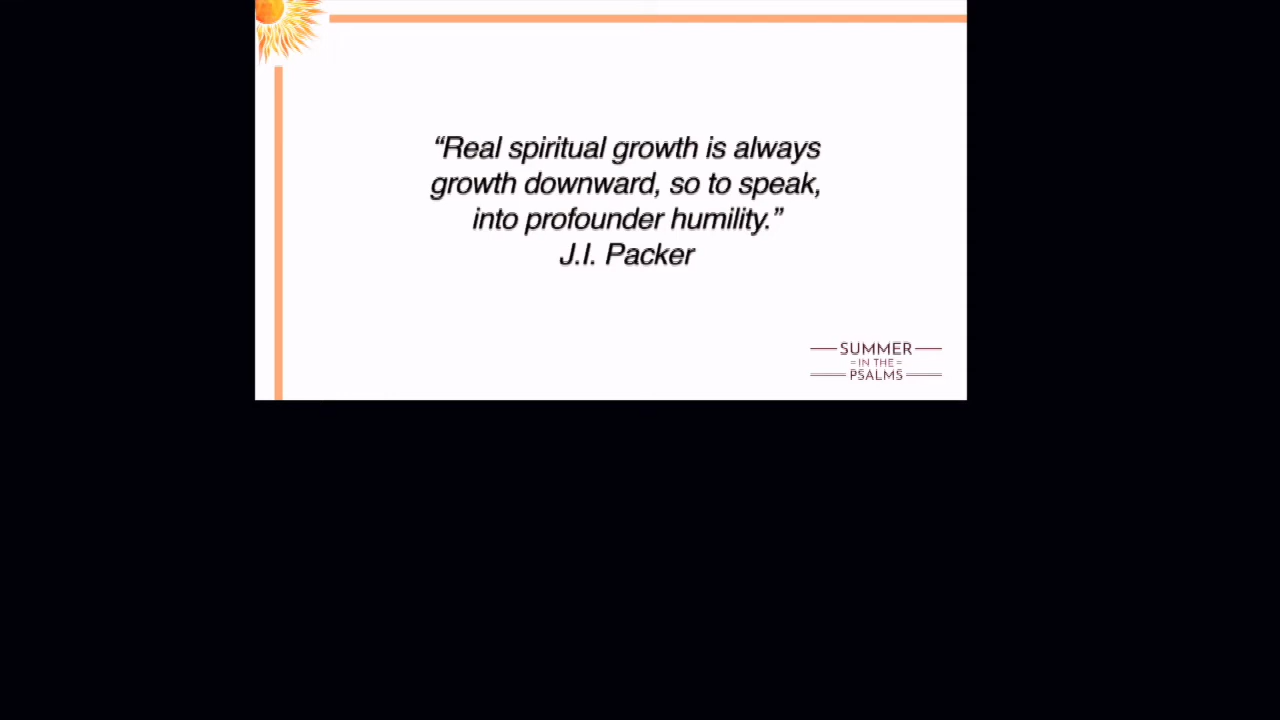 “Real spiritual growth is always
growth downward, so to speak,
into profounder humility.”
J.I. Packer
SUMMER
IN THE
PSALMS